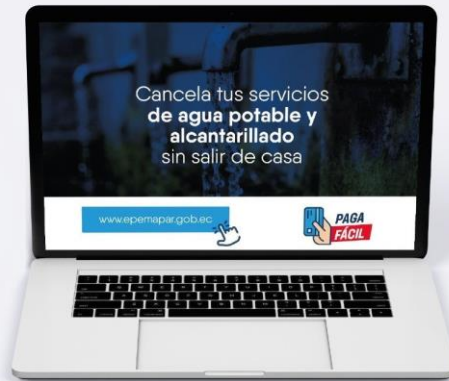 Cancela tus servicios
de agua potable y
alcantarillado
sin salir de casa
www.epemapar.gob.ec
PAGA
FÁCIL